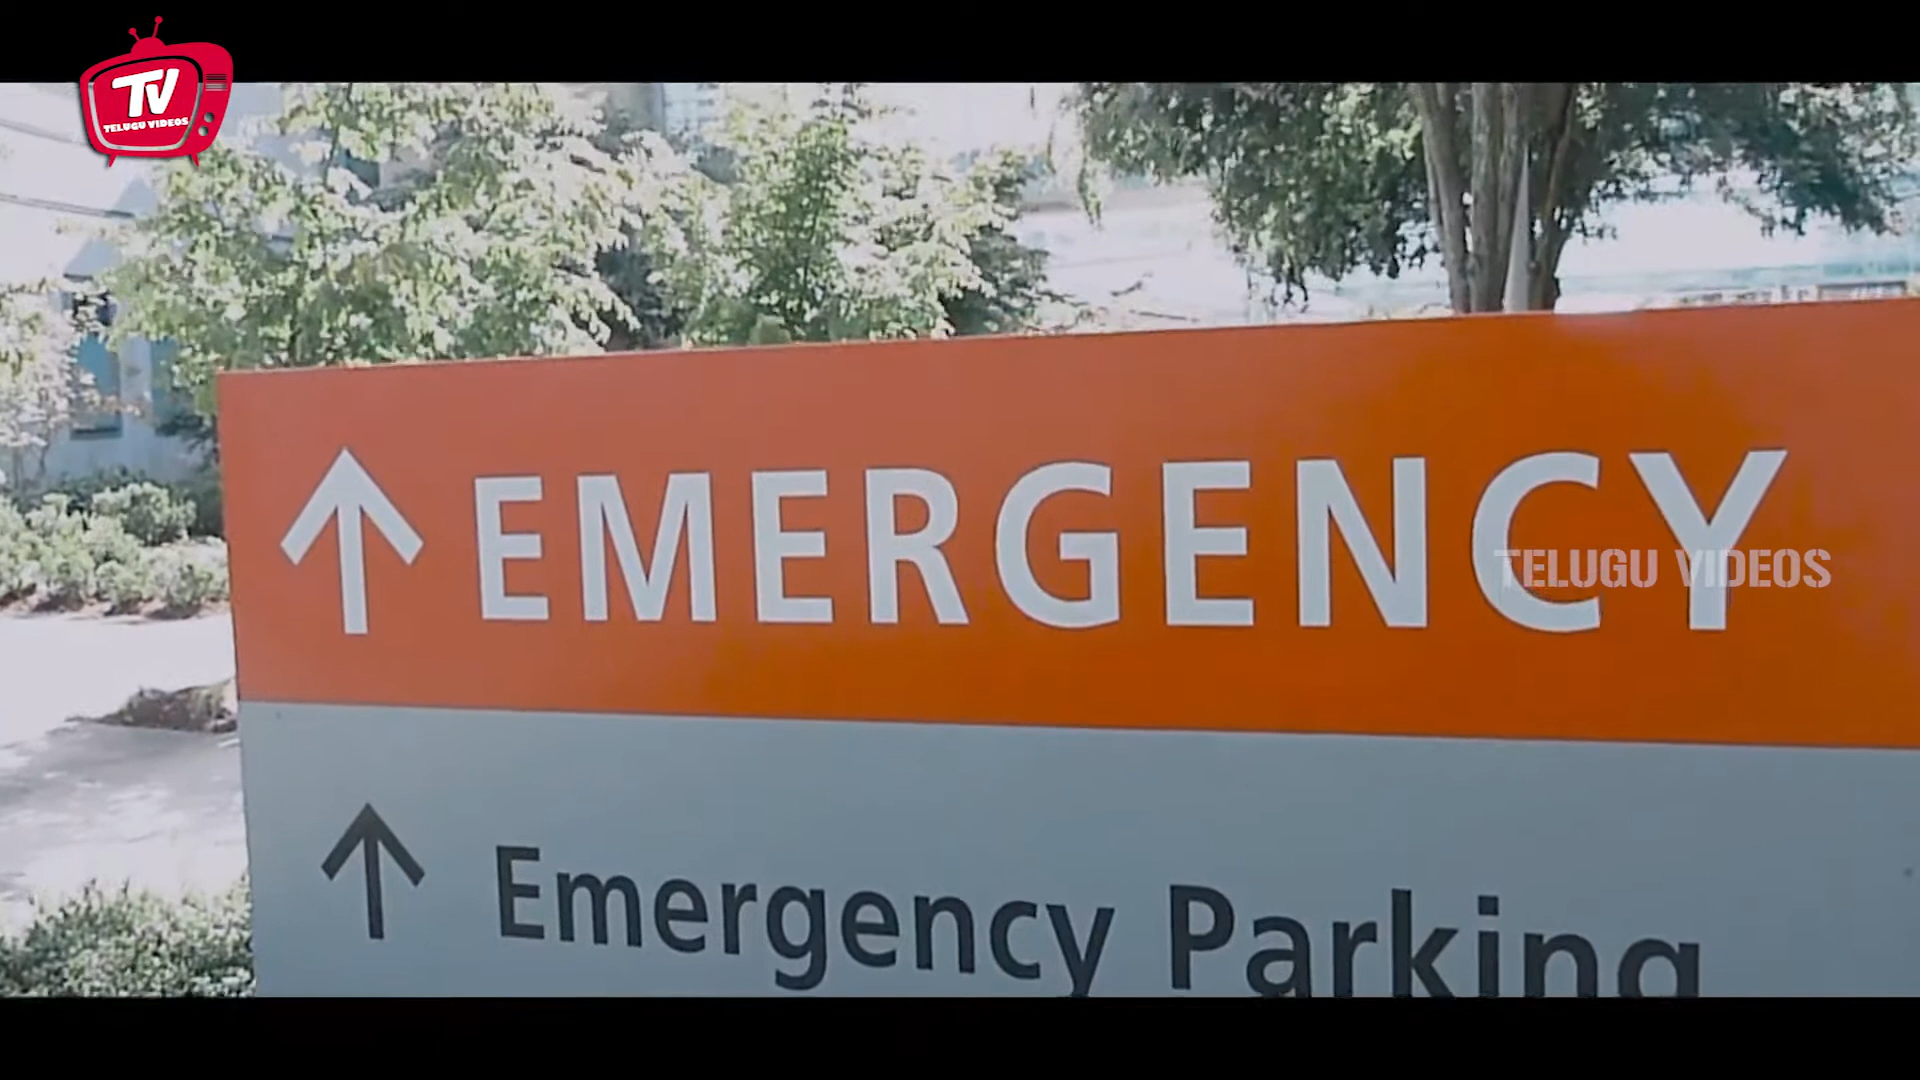 TV
TELUGU VIDEOS
↑ EMERGENCY
TELUGU VIDEOS
↑ Emergency Parking